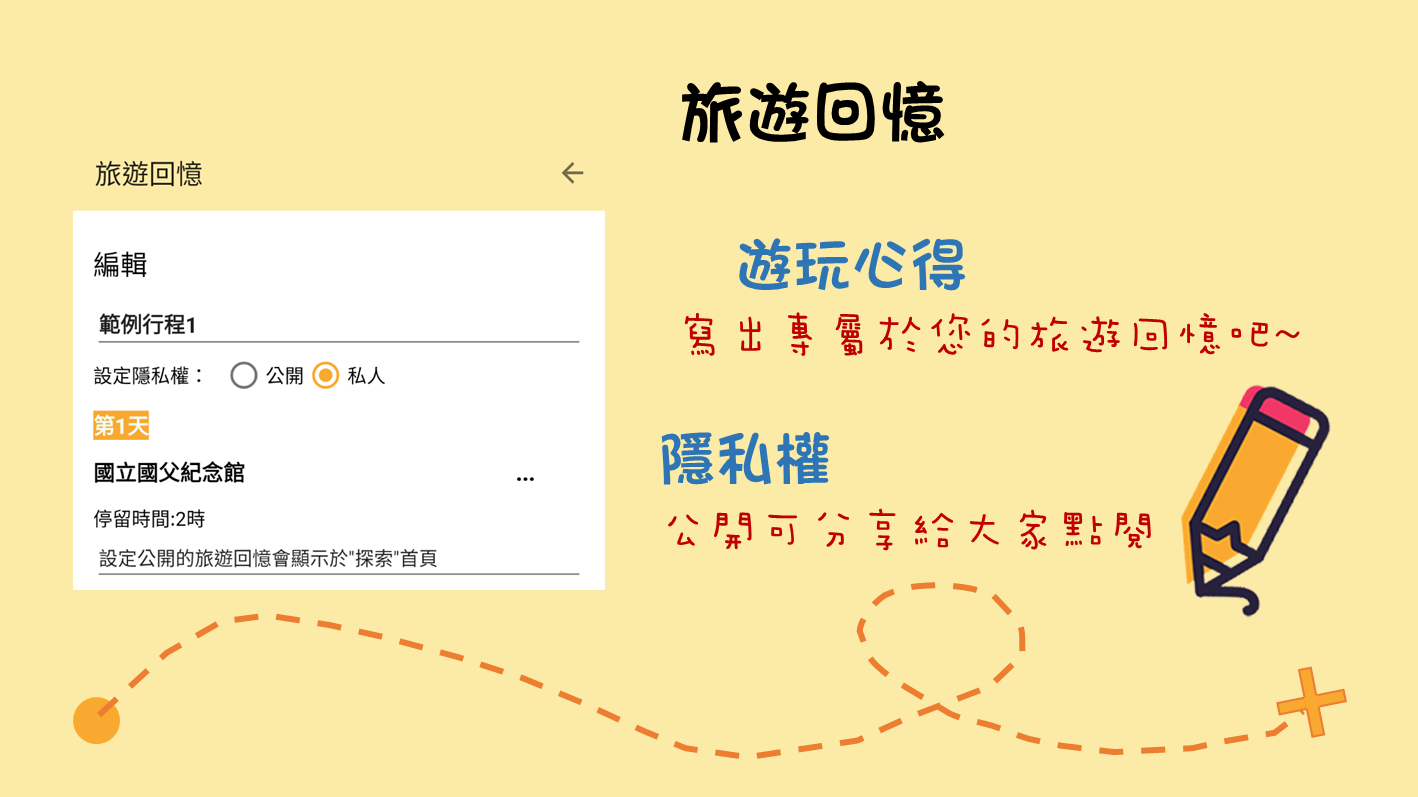 旅遊回憶
旅遊回憶
編輯
範例行程1
設定隱私權： 公開 私人
第1天
國立國父紀念館 ...
停留時間:2時
設定公開的旅遊回憶會顯示於"探索"首頁
遊玩心得
寫出專屬於您的旅遊回憶吧~
隱私權
公開可分享給大家點閱